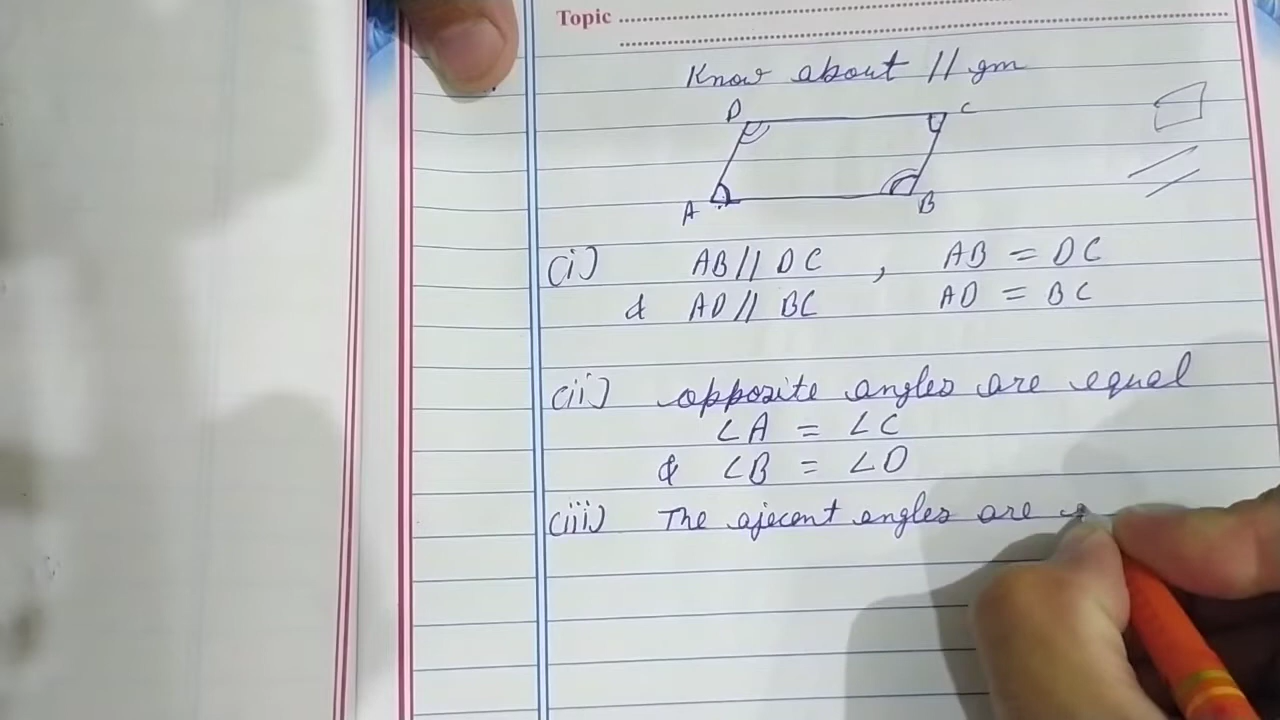 Topic
Know about // gm
D C
A B
(i) AB // DC , AB = DC
& AD // BC AD = BC
(ii) opposite angles are equal
∠A = ∠C
& ∠B = ∠D
(iii) The ajecent angles are